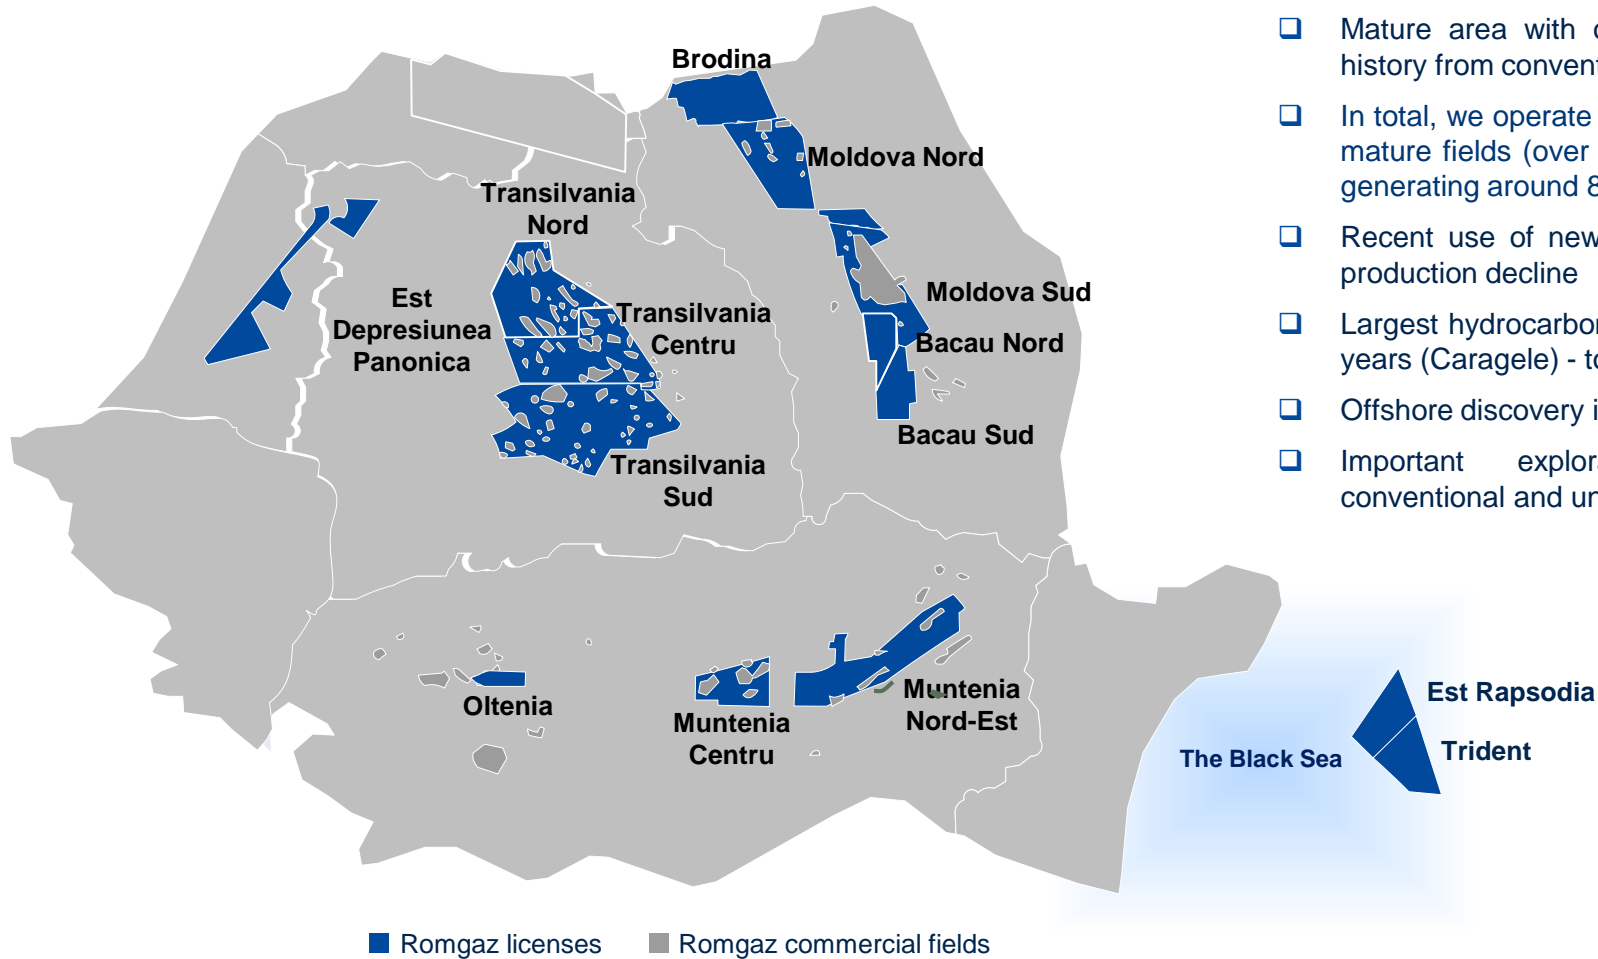 Brodina
Moldova Nord
Transilvania
Nord
Est
Depresiunea
Panonica
Transilvania
Centru
Moldova Sud
Bacau Nord
Bacau Sud
Transilvania
Sud
Oltenia
Muntenia
Centru
Muntenia
Nord-Est
The Black Sea
Est Rapsodia
Trident
Romgaz licenses
Romgaz commercial fields
Mature area with
history from
In total, we operate
mature fields (over
generating around 8
Recent use of new
production decline
Largest
years (Caragele) -
Offshore discovery
Important
conventional and